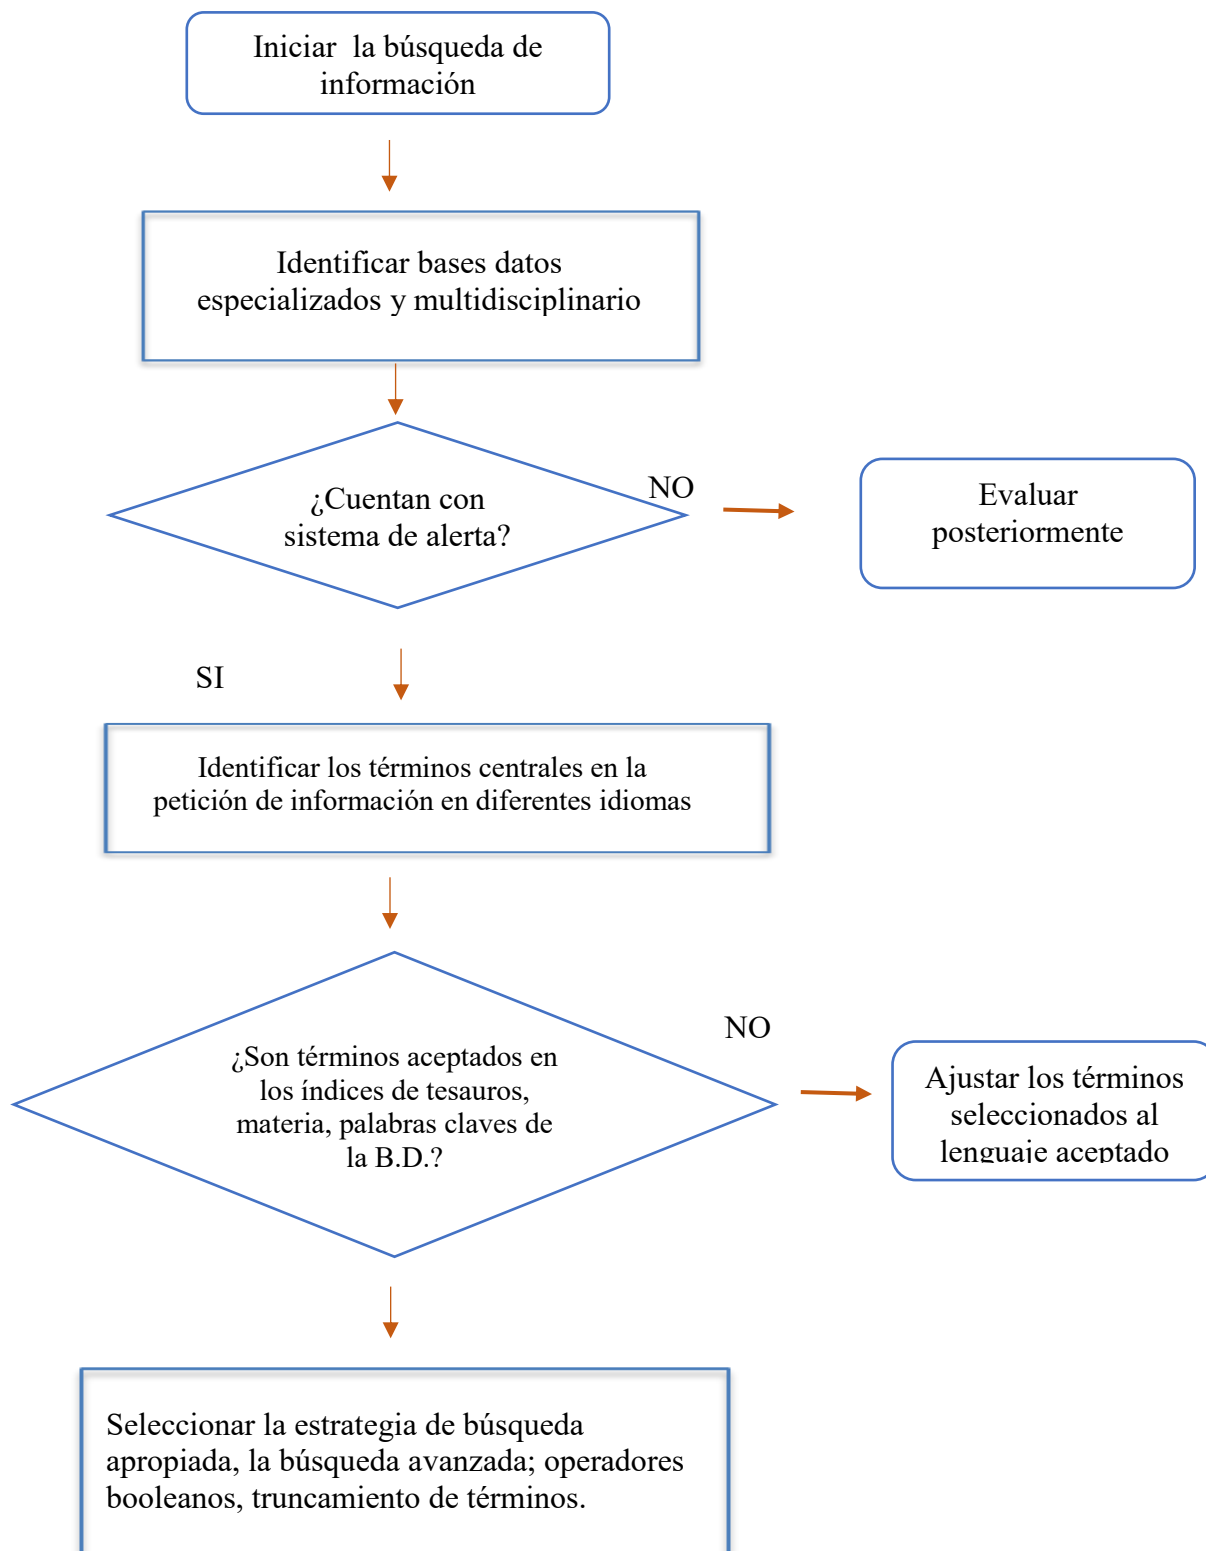 Iniciar la búsqueda de
información
Identificar bases datos
especializados y multidisciplinario
¿Cuentan con
sistema de alerta?
NO
Evaluar
posteriormente
SI
Identificar los términos centrales en la
petición de información en diferentes idiomas
¿Son términos aceptados en
los índices de tesauros,
materia, palabras claves de
la B.D.?
NO
Ajustar los términos
seleccionados al
lenguaje aceptado
Seleccionar la estrategia de búsqueda
apropiada, la búsqueda avanzada; operadores
booleanos, truncamiento de términos.